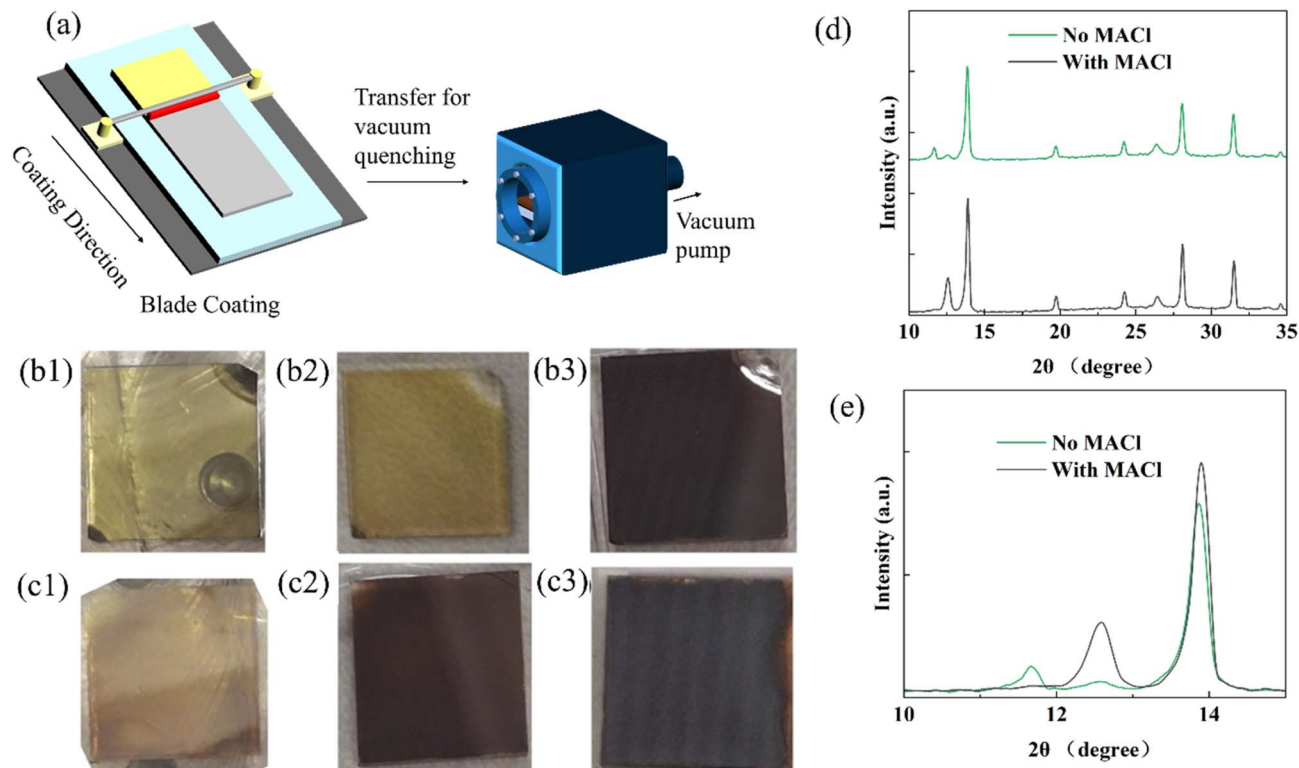 (a)
Coating Direction
Blade Coating
Transfer for
vacuum
quenching
Vacuum
pump
(b1)
(b2)
(b3)
(c1)
(c2)
(c3)
(d)
No MACl
With MACl
Intensity (a.u.)
10 15 20 25 30 35
2θ （degree）
(e)
No MACl
With MACl
Intensity (a.u.)
10 12 14
2θ （degree）